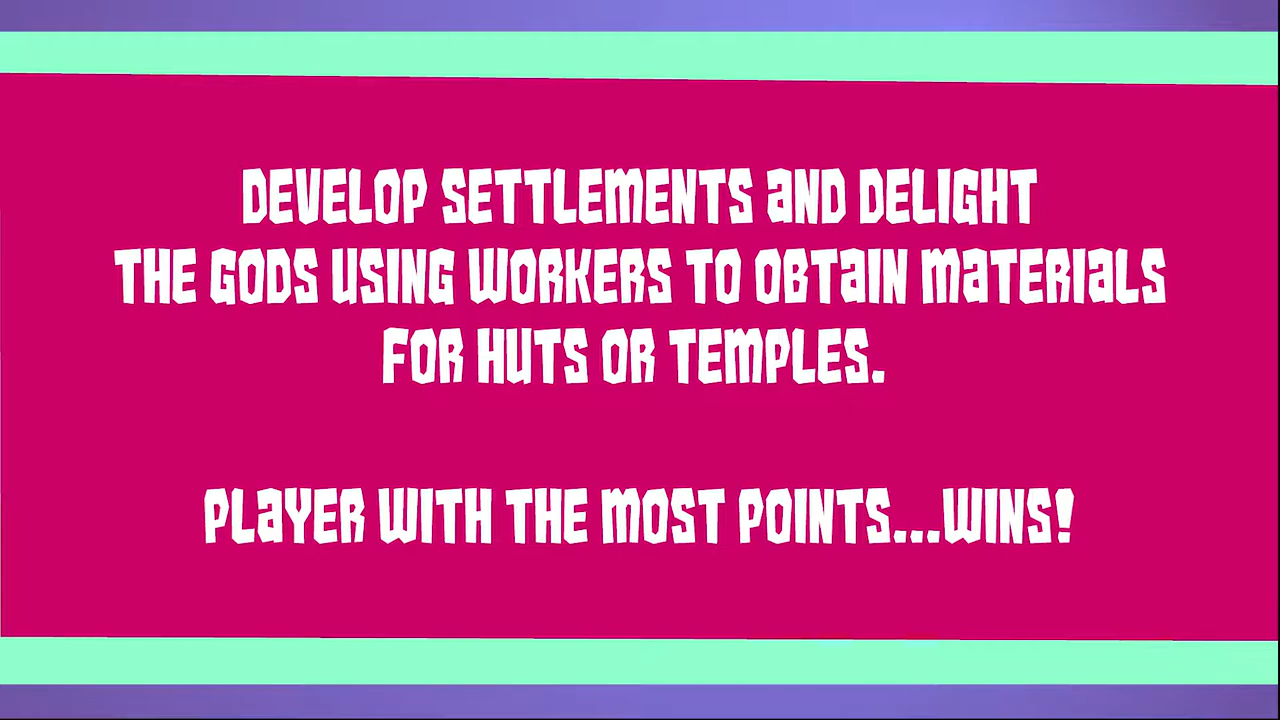 DEVELOP SETTLEMENTS AND DELIGHT
THE GODS USING WORKERS TO OBTAIN MATERIALS
FOR HUTS OR TEMPLES.
PLAYER WITH THE MOST POINTS...WINS!